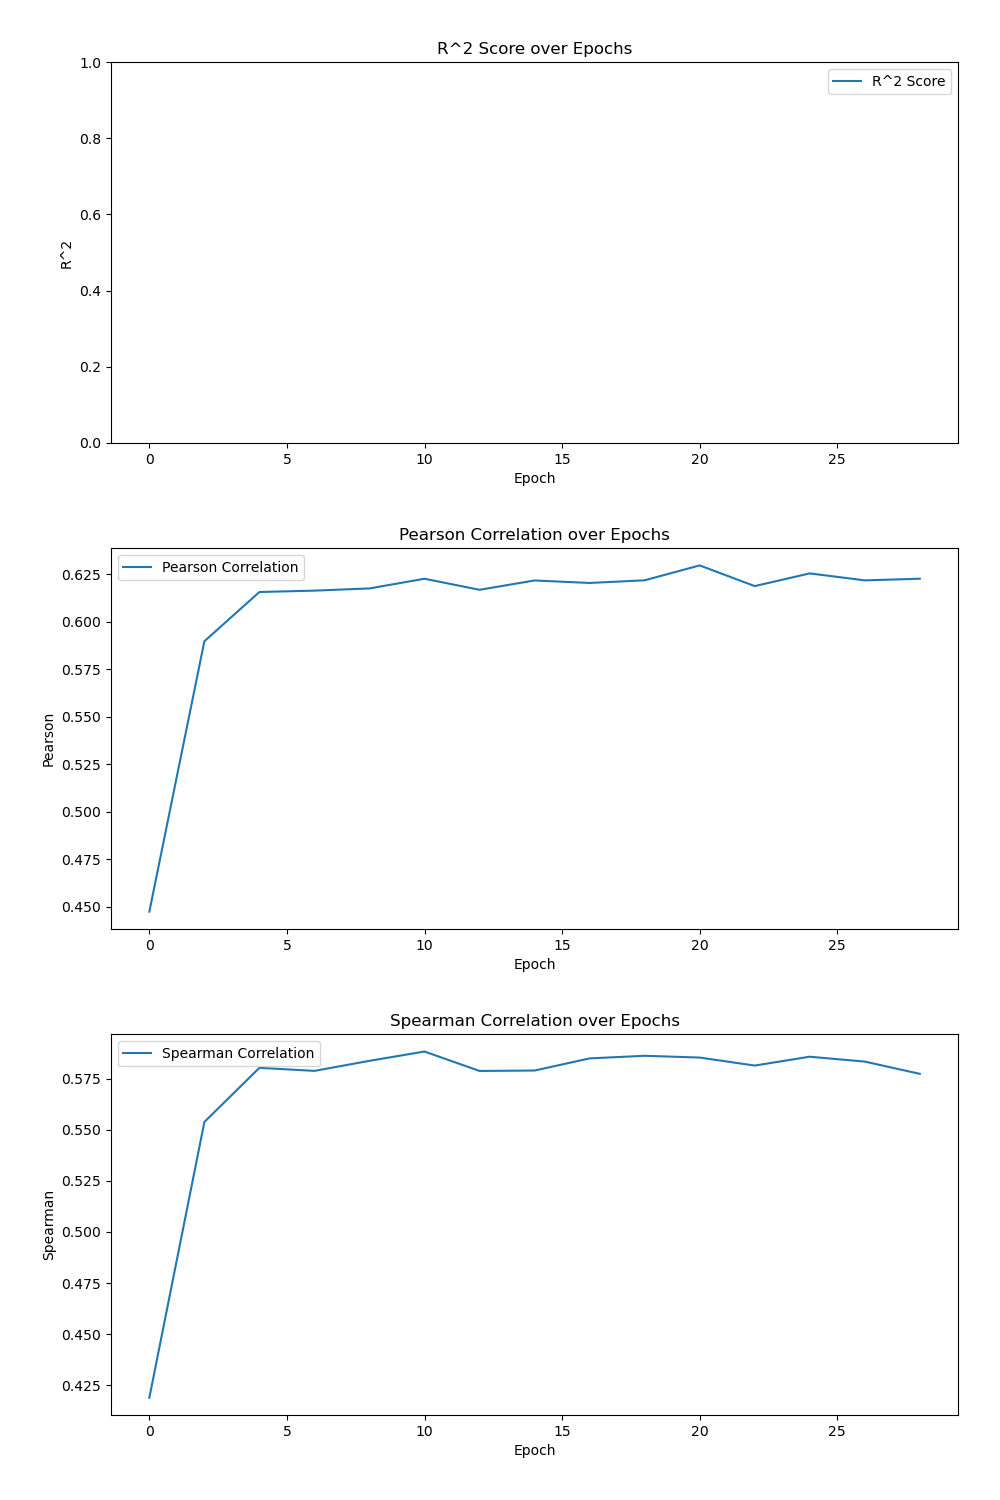 R^2 Score over Epochs
R^2 Score
1.0
0.8
0.6
0.4
0.2
0.0
R^2
0 5 10 15 20 25
Epoch
Pearson Correlation over Epochs
Pearson Correlation
0.625
0.600
0.575
0.550
0.525
0.500
0.475
0.450
Pearson
0 5 10 15 20 25
Epoch
Spearman Correlation over Epochs
Spearman Correlation
0.575
0.550
0.525
0.500
0.475
0.450
0.425
Spearman
0 5 10 15 20 25
Epoch